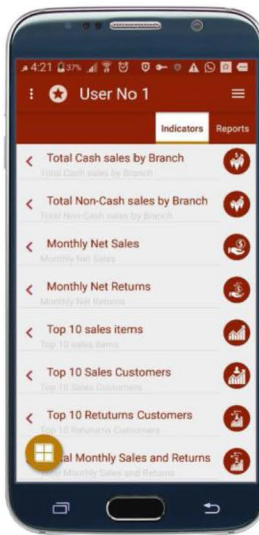 4:21 37%
User No 1
Indicators Reports
Total Cash sales by Branch
Total Cash sales by Branch
Total Non-Cash sales by Branch
Total Non-Cash sales by Branch
Monthly Net Sales
Monthly Net Sales
Monthly Net Returns
Monthly Net Returns
Top 10 sales items
Top 10 sales items
Top 10 Sales Customers
Top 10 Sales Customers
Top 10 Retuturns Customers
Top 10 Retuturns Customers
Monthly Sales and Returns
Monthly Sales and Returns